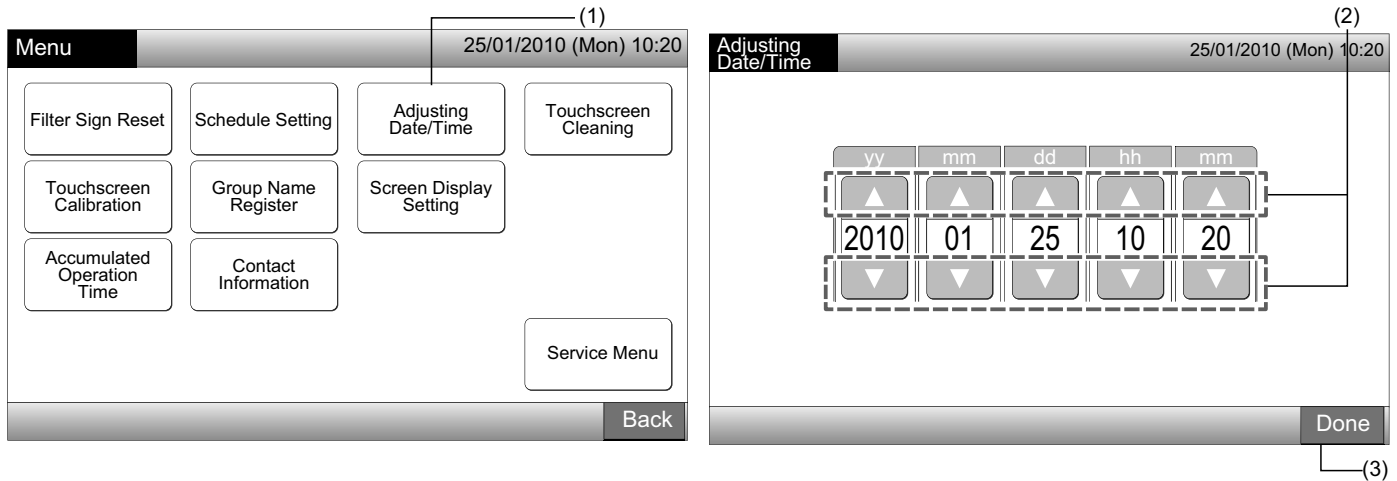 (1)
Menu
25/01/2010 (Mon) 10:20
Filter Sign Reset
Schedule Setting
Adjusting
Date/Time
Touchscreen
Cleaning
Touchscreen
Calibration
Group Name
Register
Screen Display
Setting
Accumulated
Operation
Time
Contact
Information
Service Menu
Back
(2)
Adjusting
Date/Time
25/01/2010 (Mon) 10:20
yy mm dd hh mm
2010 01 25 10 20
Done
(3)